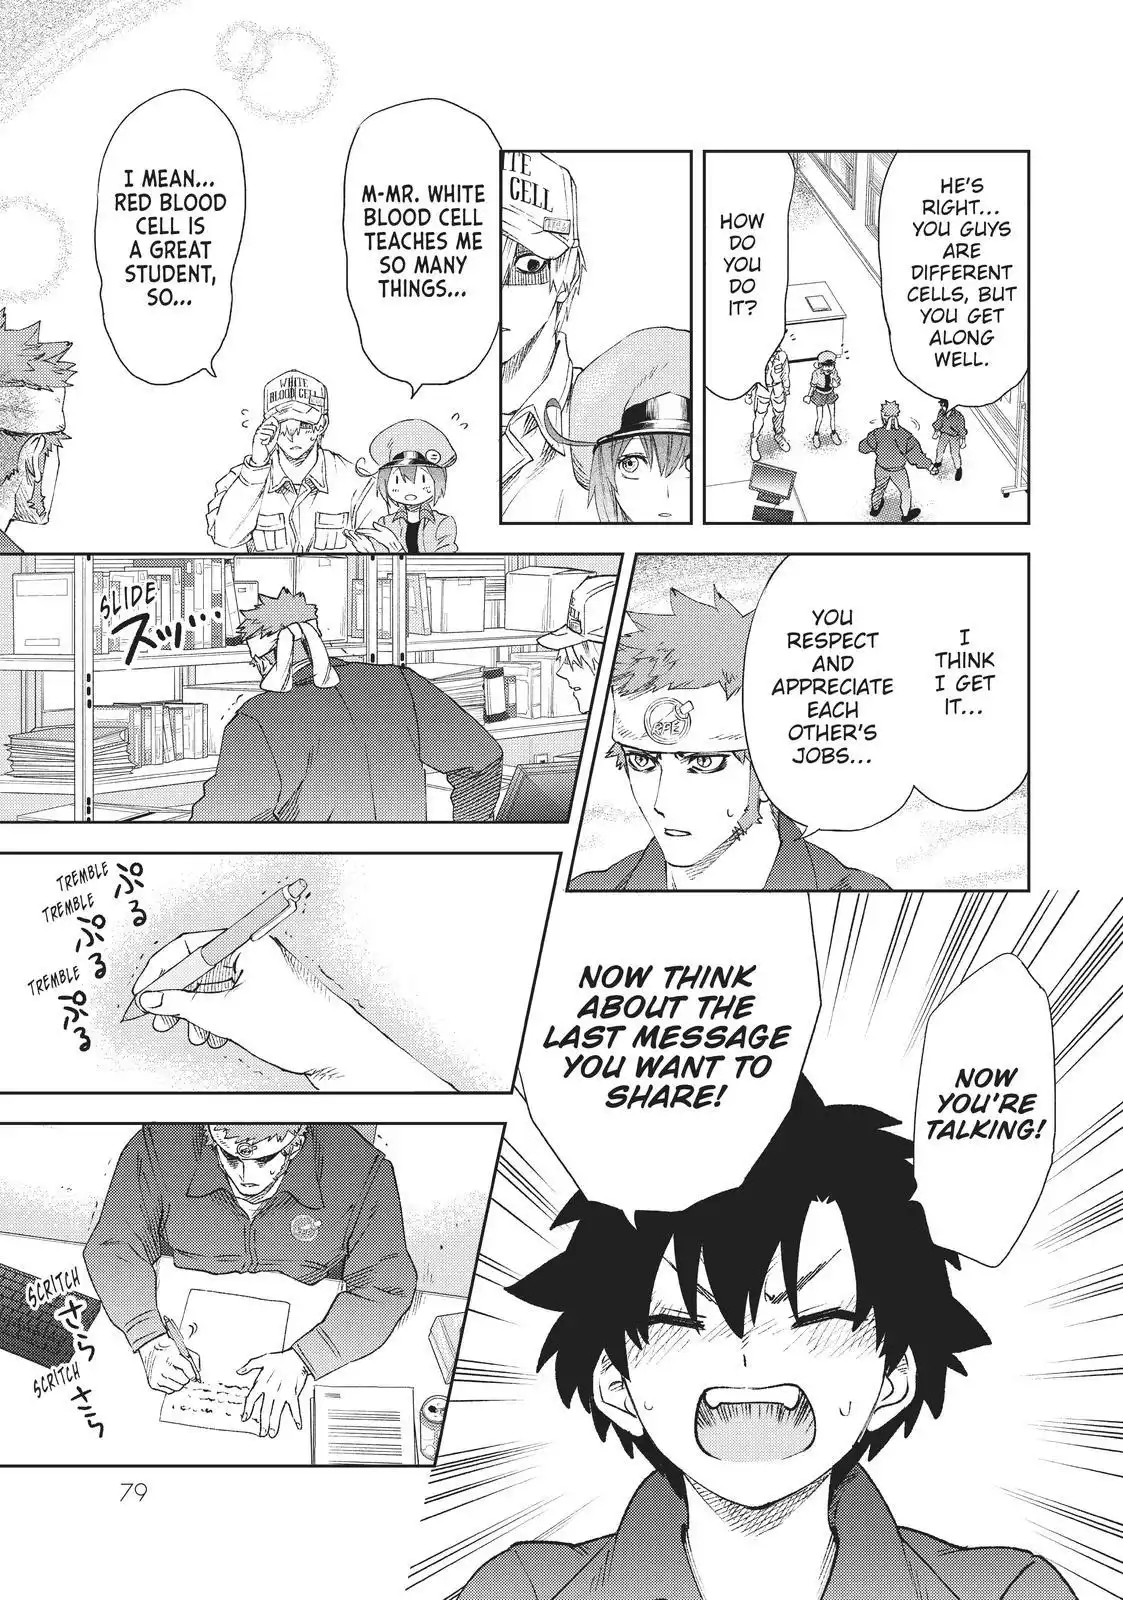 HE'S
RIGHT...
YOU GUYS
ARE
DIFFERENT
CELLS, BUT
YOU GET
ALONG
WELL.
HOW
DO
YOU
DO
IT?
WHITE
CELL
M-MR. WHITE
BLOOD CELL
TEACHES ME
SO MANY
THINGS...
I MEAN...
RED BLOOD
CELL IS
A GREAT
STUDENT,
SO...
WHITE
BLOOD CELL
I
THINK
I GET
IT...
YOU
RESPECT
AND
APPRECIATE
EACH
OTHER'S
JOBS...
SLIDE
スッ…
NOW
YOU'RE
TALKING!
NOW THINK
ABOUT THE
LAST MESSAGE
YOU WANT TO
SHARE!
TREMBLE
TREMBLE
TREMBLE
ぷる
ぷる
ぷる
SCRITCH
さら
SCRITCH
さら
79